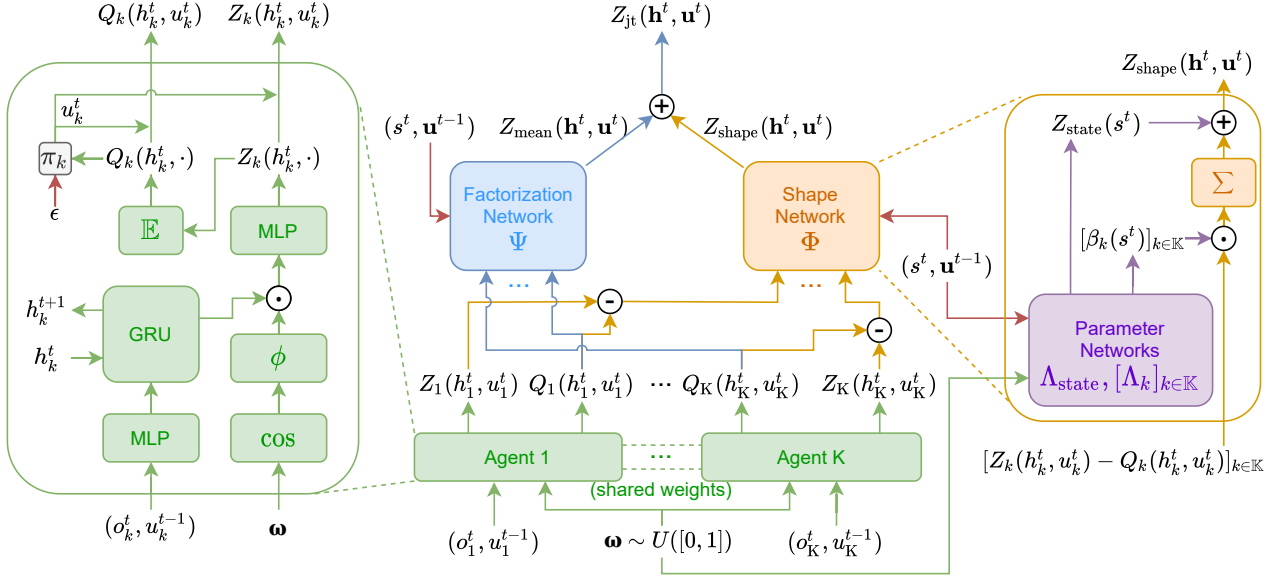 Q_k(h_k^t, u_k^t)
Z_k(h_k^t, u_k^t)
u_k^t
π_k
Q_k(h_k^t, ·)
Z_k(h_k^t, ·)
ϵ
𝔼
MLP
h_k^{t+1}
GRU
h_k^t
ϕ
MLP
cos
(o_k^t, u_k^{t-1})
ω
Z_jt(h^t, u^t)
+
(s^t, u^{t-1})
Z_mean(h^t, u^t)
Z_shape(h^t, u^t)
Factorization
Network
Ψ
Shape
Network
Φ
...
...
-
-
Z_1(h_1^t, u_1^t)
Q_1(h_1^t, u_1^t)
...
Q_K(h_K^t, u_K^t)
Z_K(h_K^t, u_K^t)
Agent 1
...
Agent K
(shared weights)
(o_1^t, u_1^{t-1})
ω ∼ U([0, 1])
(o_K^t, u_K^{t-1})
(s^t, u^{t-1})
Z_shape(h^t, u^t)
Z_state(s^t)
+
Σ
[β_k(s^t)]_{k∈𝕂}
Parameter
Networks
Λ_state, [Λ_k]_{k∈𝕂}
[Z_k(h_k^t, u_k^t) − Q_k(h_k^t, u_k^t)]_{k∈𝕂}